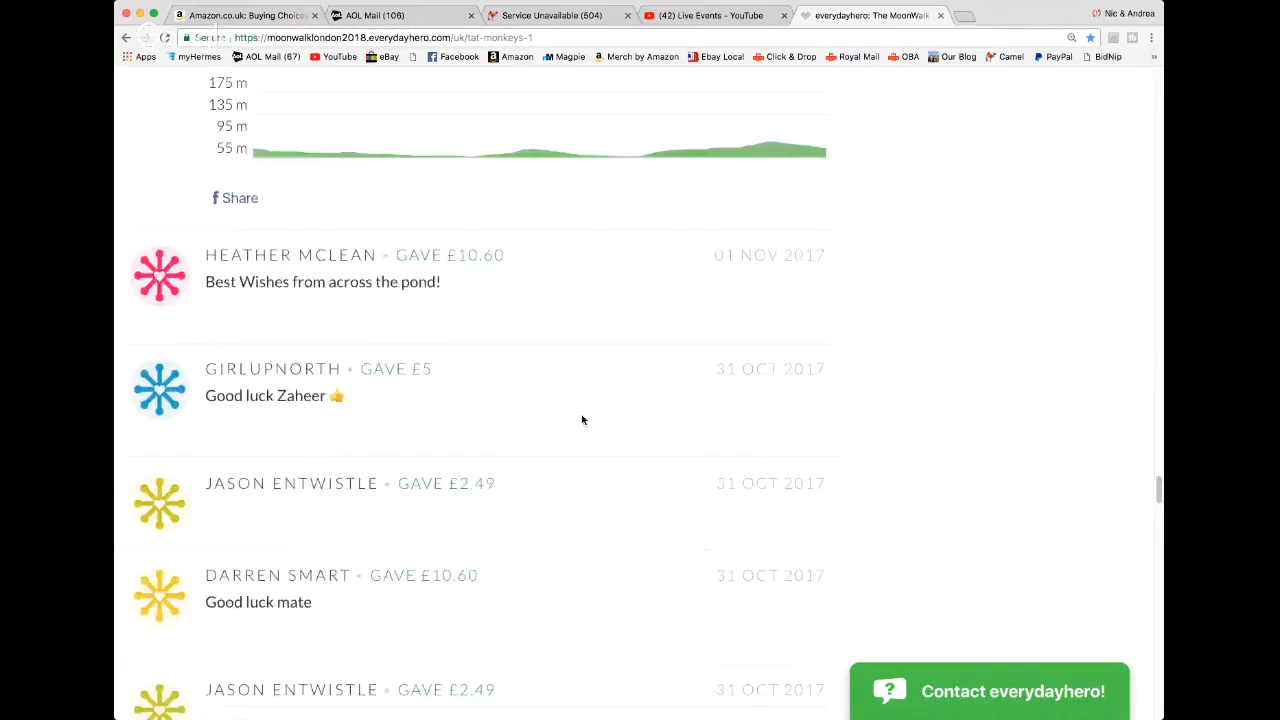 Amazon.co.uk: Buying Choices
AOL Mail (106)
Service Unavailable (504)
(42) Live Events - YouTube
everydayhero: The MoonWalk
Nic & Andrea
Secure
https://moonwalklondon2018.everydayhero.com/uk/tat-monkeys-1
Apps
myHermes
AOL Mail (67)
YouTube
eBay
Facebook
Amazon
Magpie
Merch by Amazon
Ebay Local
Click & Drop
Royal Mail
OBA
Our Blog
Camel
PayPal
BidNip
»
175 m
135 m
95 m
55 m
f Share
HEATHER MCLEAN • GAVE £10.60 01 NOV 2017
Best Wishes from across the pond!
GIRLUPNORTH • GAVE £5 31 OCT 2017
Good luck Zaheer 👍
JASON ENTWISTLE • GAVE £2.49 31 OCT 2017
DARREN SMART • GAVE £10.60 31 OCT 2017
Good luck mate
JASON ENTWISTLE • GAVE £2.49 31 OCT 2017
? Contact everydayhero!